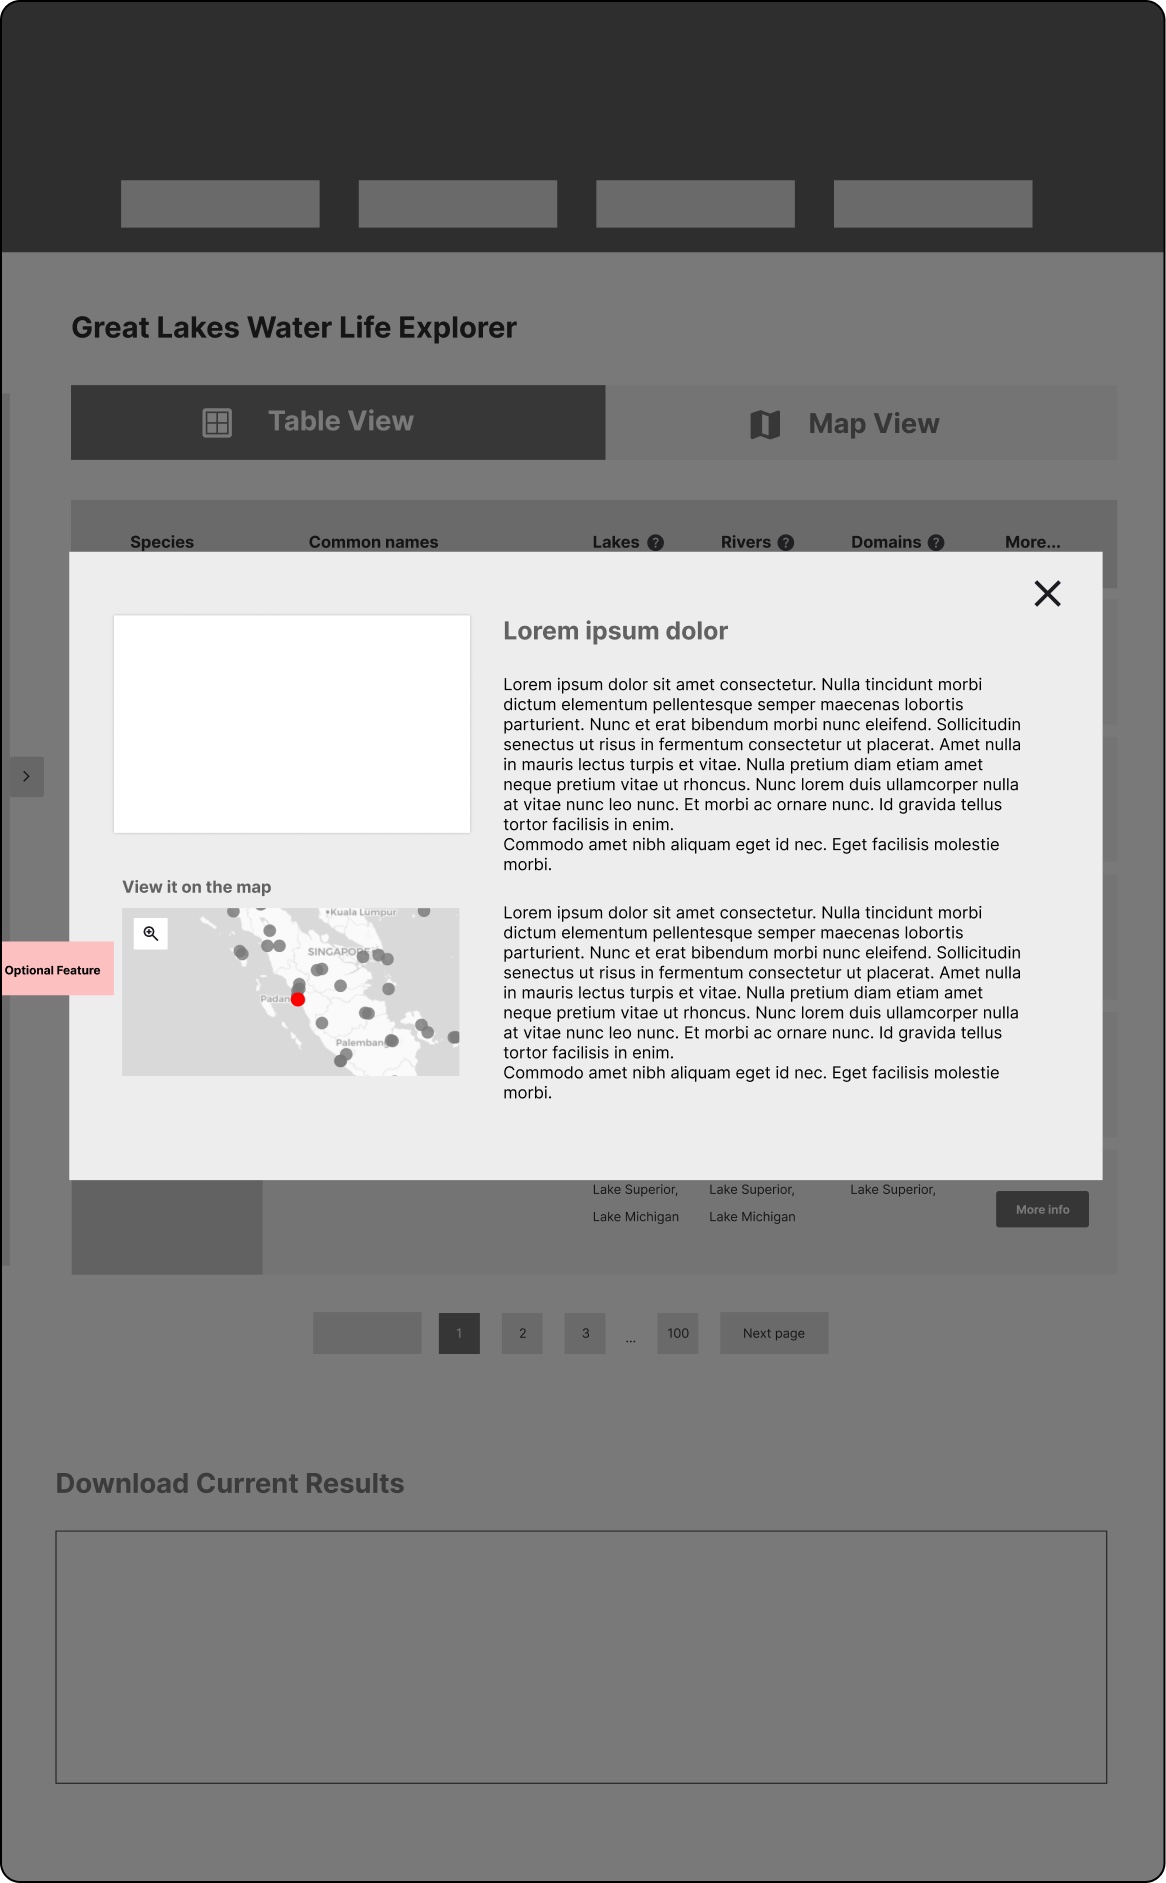 Great Lakes Water Life Explorer
Table View
Map View
Species Common names Lakes ? Rivers ? Domains ? More...
Lorem ipsum dolor
Lorem ipsum dolor sit amet consectetur. Nulla tincidunt morbi
dictum elementum pellentesque semper maecenas lobortis
parturient. Nunc et erat bibendum morbi nunc eleifend. Sollicitudin
senectus ut risus in fermentum consectetur ut placerat. Amet nulla
in mauris lectus turpis et vitae. Nulla pretium diam etiam amet
neque pretium vitae ut rhoncus. Nunc lorem duis ullamcorper nulla
at vitae nunc leo nunc. Et morbi ac ornare nunc. Id gravida tellus
tortor facilisis in enim.
Commodo amet nibh aliquam eget id nec. Eget facilisis molestie
morbi.
View it on the map
Kuala Lumpur
SINGAPORE
Padan
Palembang
Optional Feature
Lorem ipsum dolor sit amet consectetur. Nulla tincidunt morbi
dictum elementum pellentesque semper maecenas lobortis
parturient. Nunc et erat bibendum morbi nunc eleifend. Sollicitudin
senectus ut risus in fermentum consectetur ut placerat. Amet nulla
in mauris lectus turpis et vitae. Nulla pretium diam etiam amet
neque pretium vitae ut rhoncus. Nunc lorem duis ullamcorper nulla
at vitae nunc leo nunc. Et morbi ac ornare nunc. Id gravida tellus
tortor facilisis in enim.
Commodo amet nibh aliquam eget id nec. Eget facilisis molestie
morbi.
Lake Superior, Lake Superior, Lake Superior,
Lake Michigan Lake Michigan
More info
1 2 3 ... 100 Next page
Download Current Results